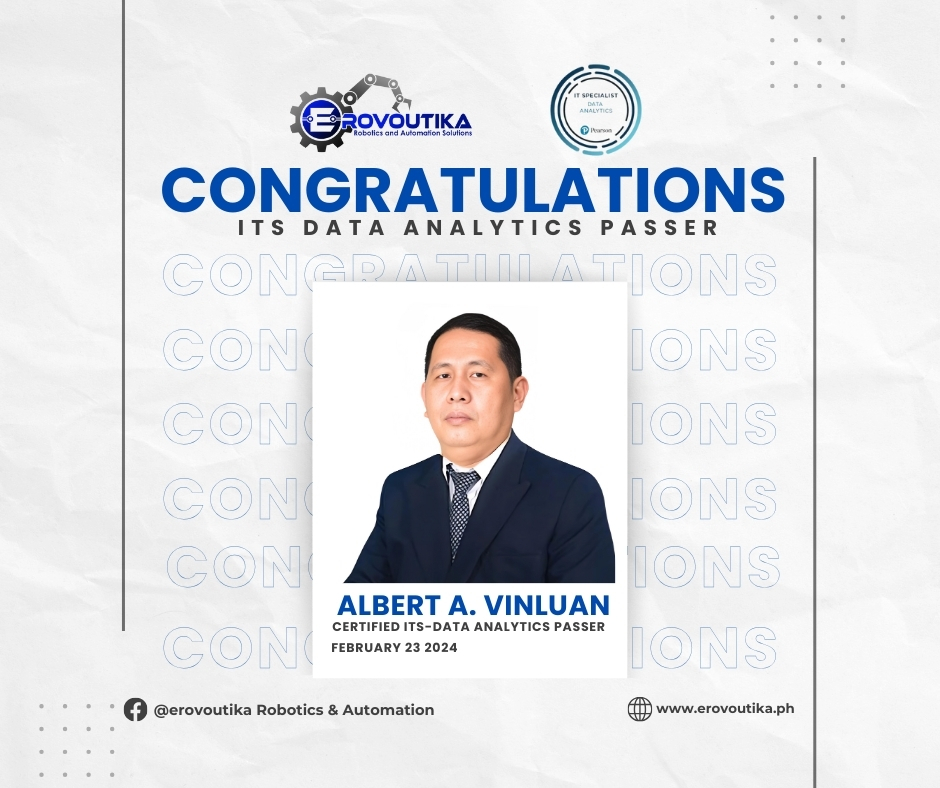 EROVOUTIKA
Robotics and Automation Solutions
IT SPECIALIST
DATA
ANALYTICS
Pearson
CONGRATULATIONS
ITS DATA ANALYTICS PASSER
CONGRATULATIONS
CONG IONS
CONG IONS
CONG IONS
CONG IONS
CONG IONS
ALBERT A. VINLUAN
CERTIFIED ITS-DATA ANALYTICS PASSER
FEBRUARY 23 2024
@erovoutika Robotics & Automation
www.erovoutika.ph